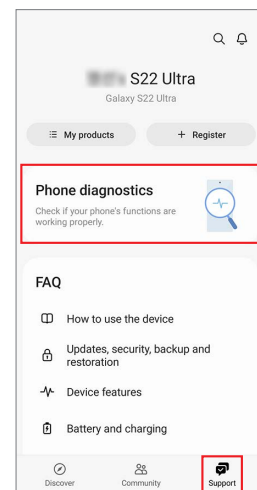 S22 Ultra
Galaxy S22 Ultra
My products
+ Register
Phone diagnostics
Check if your phone's functions are
working properly.
FAQ
How to use the device
Updates, security, backup and
restoration
Device features
Battery and charging
Discover
Community
Support